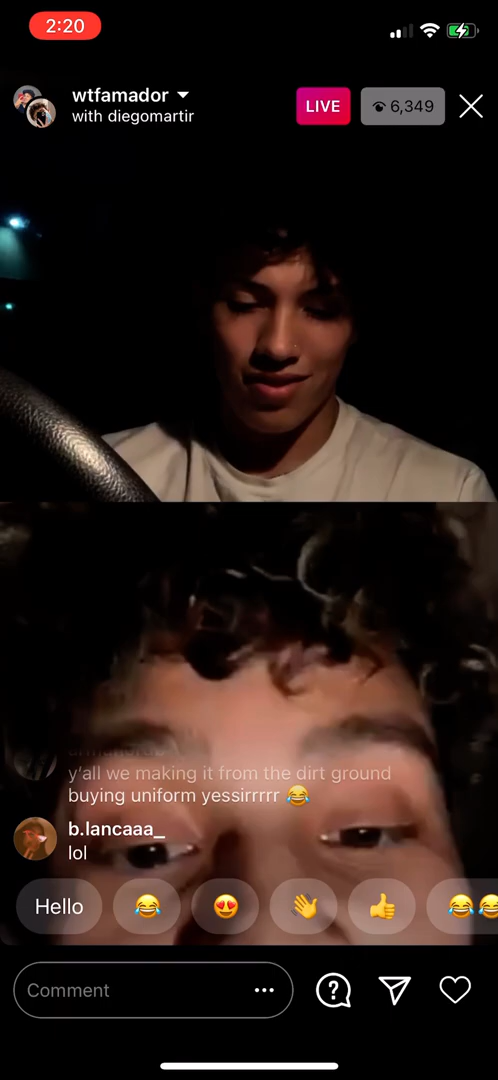 2:20
wtfamador
with diegomartir
LIVE
6,349
y'all we making it from the dirt ground
buying uniform yessirrrrr 😂
b.lancaaa_
lol
Hello 😂 😍 👋 👍 😂😂
Comment